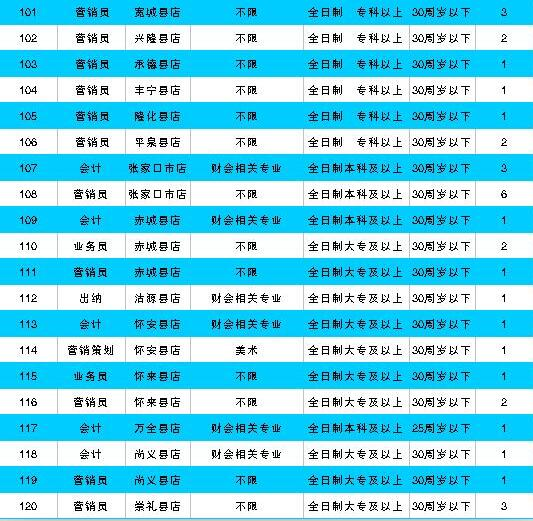 101 营销员 宽城县店 不限 全日制 专科以上 30周岁以下 3
102 营销员 兴隆县店 不限 全日制 专科以上 30周岁以下 2
103 营销员 承德县店 不限 全日制 专科以上 30周岁以下 1
104 营销员 丰宁县店 不限 全日制 专科以上 30周岁以下 1
105 营销员 隆化县店 不限 全日制 专科以上 30周岁以下 1
106 营销员 平泉县店 不限 全日制 专科以上 30周岁以下 2
107 会计 张家口市店 财会相关专业 全日制本科及以上 30周岁以下 3
108 营销员 张家口市店 不限 全日制本科及以上 30周岁以下 6
109 会计 赤城县店 财会相关专业 全日制本科及以上 30周岁以下 1
110 业务员 赤城县店 不限 全日制大专及以上 30周岁以下 2
111 营销员 赤城县店 不限 全日制大专及以上 30周岁以下 1
112 出纳 沽源县店 财会相关专业 全日制大专及以上 30周岁以下 1
113 会计 怀安县店 财会相关专业 全日制大专及以上 30周岁以下 1
114 营销策划 怀安县店 美术 全日制大专及以上 30周岁以下 1
115 业务员 怀来县店 不限 全日制大专及以上 30周岁以下 1
116 营销员 怀来县店 不限 全日制大专及以上 30周岁以下 2
117 会计 万全县店 财会相关专业 全日制本科及以上 25周岁以下 1
118 会计 尚义县店 财会相关专业 全日制大专及以上 30周岁以下 1
119 营销员 尚义县店 不限 全日制大专及以上 30周岁以下 1
120 营销员 崇礼县店 不限 全日制大专及以上 30周岁以下 3